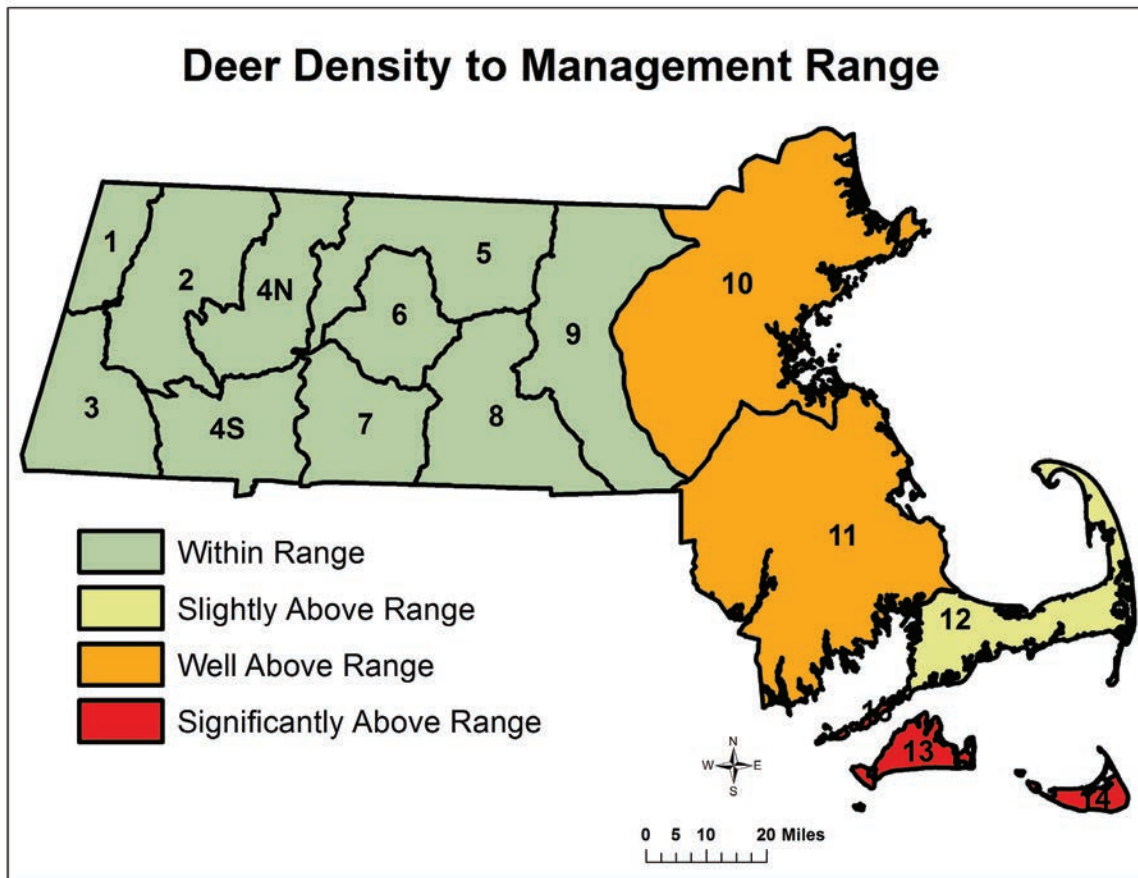 Deer Density to Management Range
1
2
4N
5
6
9
10
3
4S
7
8
11
12
13
13
14
Within Range
Slightly Above Range
Well Above Range
Significantly Above Range
N
W E
S
0 5 10 20 Miles